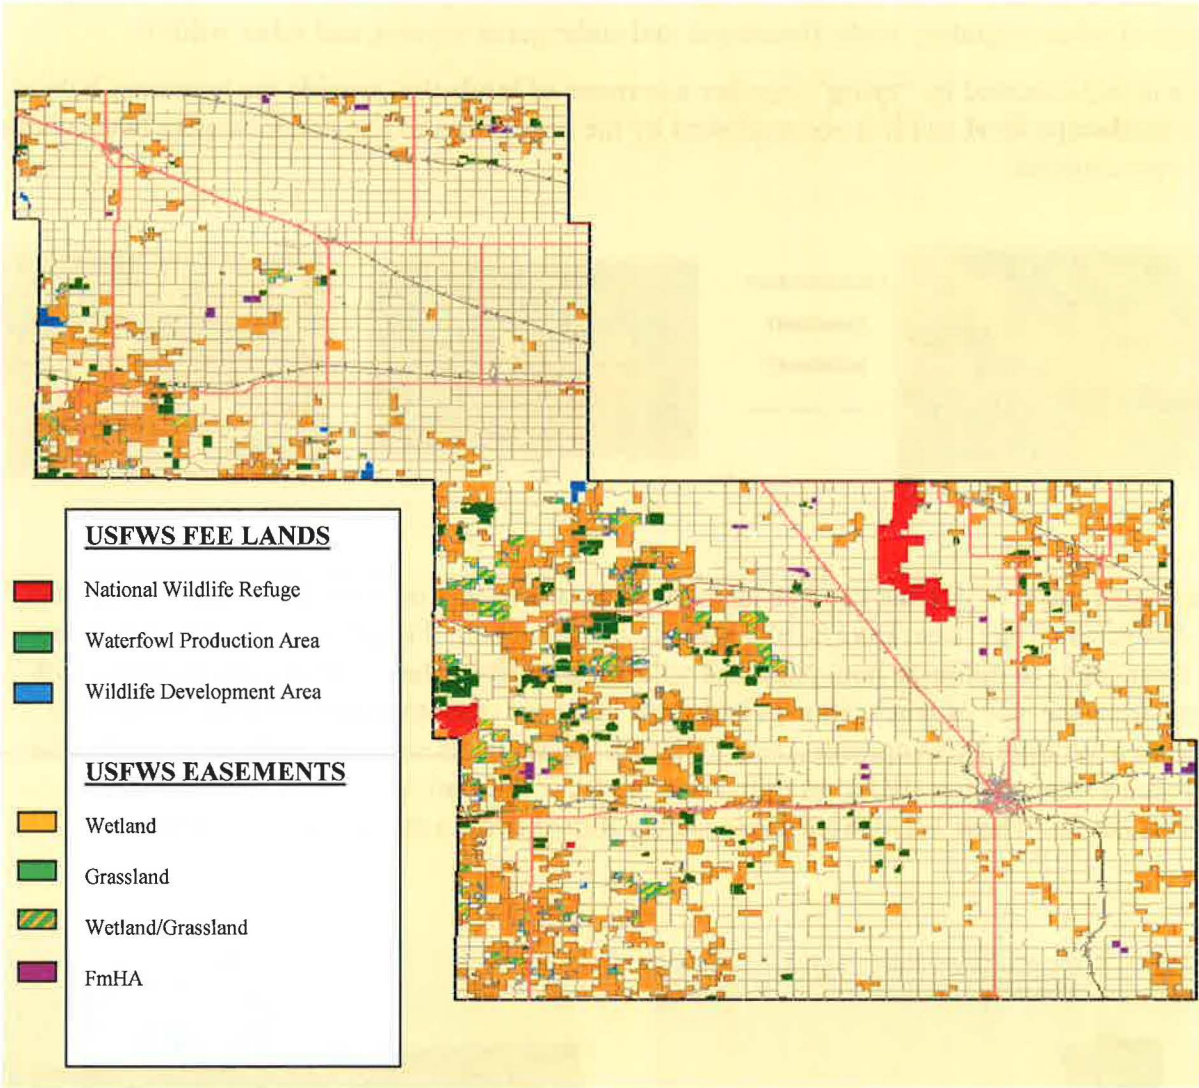 USFWS FEE LANDS
National Wildlife Refuge
Waterfowl Production Area
Wildlife Development Area
USFWS EASEMENTS
Wetland
Grassland
Wetland/Grassland
FmHA